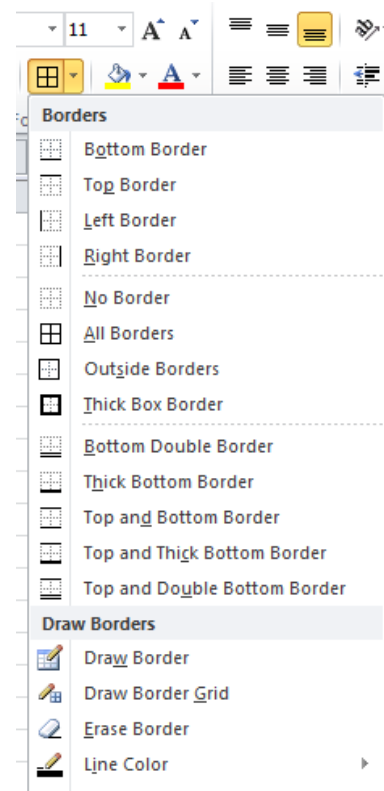 11 A A
A
Borders
Bottom Border
Top Border
Left Border
Right Border
No Border
All Borders
Outside Borders
Thick Box Border
Bottom Double Border
Thick Bottom Border
Top and Bottom Border
Top and Thick Bottom Border
Top and Double Bottom Border
Draw Borders
Draw Border
Draw Border Grid
Erase Border
Line Color